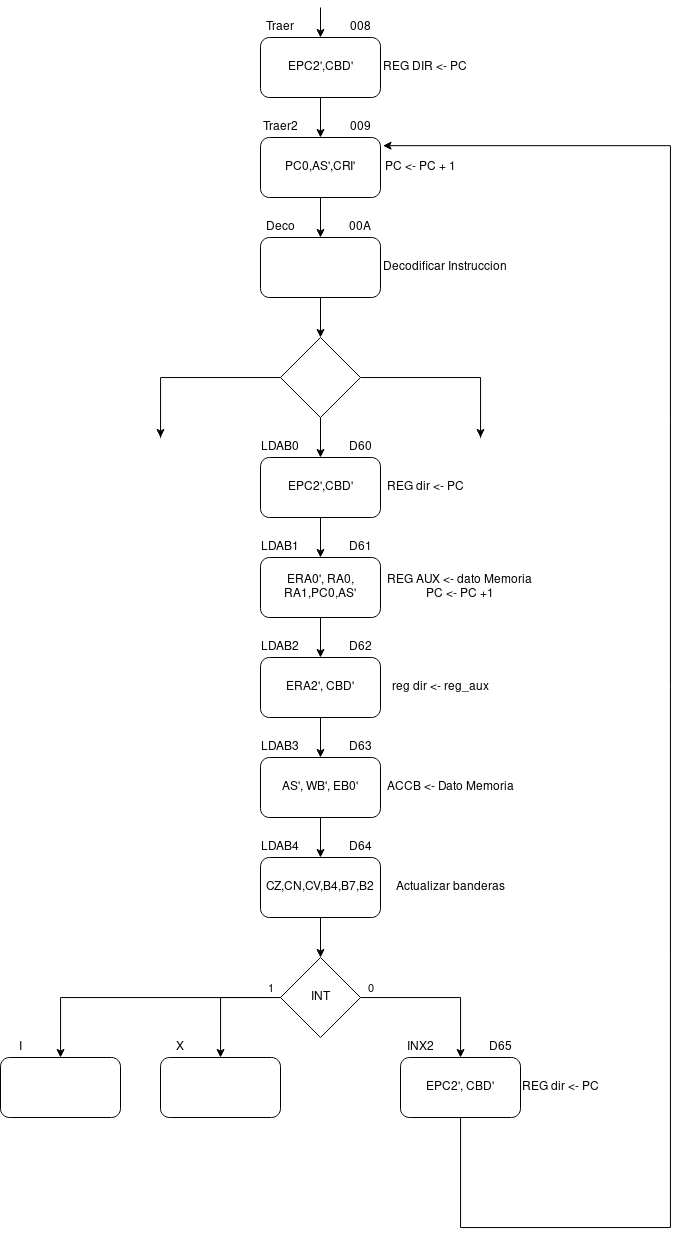 Traer 008
EPC2',CBD' REG DIR <- PC
Traer2 009
PC0,AS',CRI' PC <- PC + 1
Deco 00A
Decodificar Instruccion
LDAB0 D60
EPC2',CBD' REG dir <- PC
LDAB1 D61
ERA0', RA0, REG AUX <- dato Memoria
RA1,PC0,AS' PC <- PC +1
LDAB2 D62
ERA2', CBD' reg dir <- reg_aux
LDAB3 D63
AS', WB', EB0' ACCB <- Dato Memoria
LDAB4 D64
CZ,CN,CV,B4,B7,B2 Actualizar banderas
1 INT 0
I X INX2 D65
EPC2', CBD' REG dir <- PC